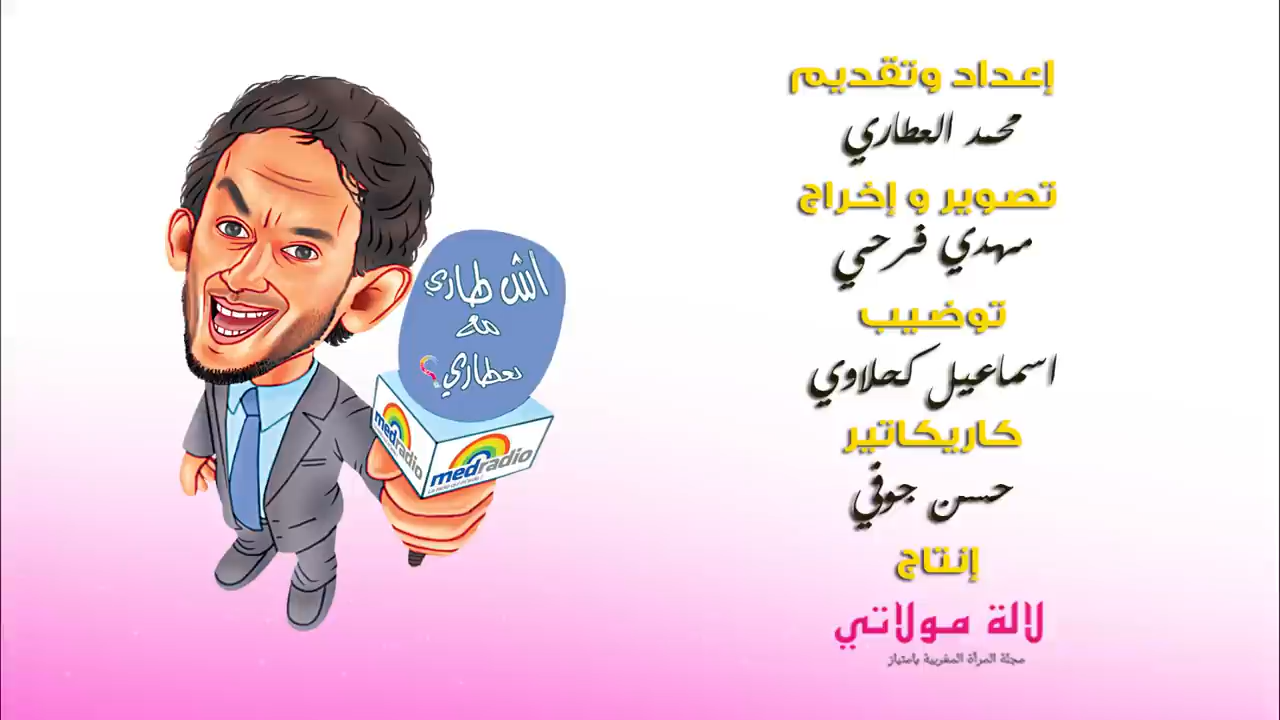 إعداد وتقديم
محمد العطاري
تصوير و إخراج
مهدي فرحي
توضيب
اسماعيل كحلاوي
كاريكاتير
حسن جوفي
إنتاج
لالة مولاتي
مجلة المرأة المغربية بامتياز
اش طاري
مع
لعطاري؟
medradio
medradio